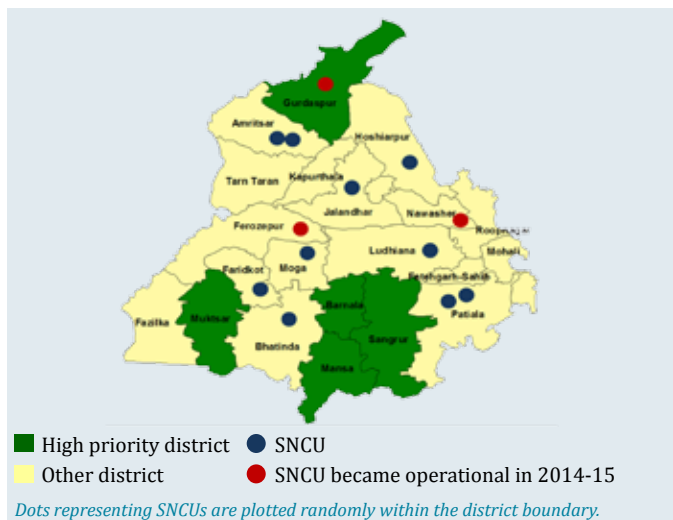 Gurdaspur
Amritsar
Hoshiarpur
Tarn Taran
Kapurthala
Jalandhar
Nawasher
Ferozepur
Roopnagar
Ludhiana
Mohali
Faridkot
Moga
Fatehgarh-Sahib
Barnala
Patiala
Fazilka
Muktsar
Bhatinda
Sangrur
Mansa
High priority district
SNCU
Other district
SNCU became operational in 2014-15
Dots representing SNCUs are plotted randomly within the district boundary.